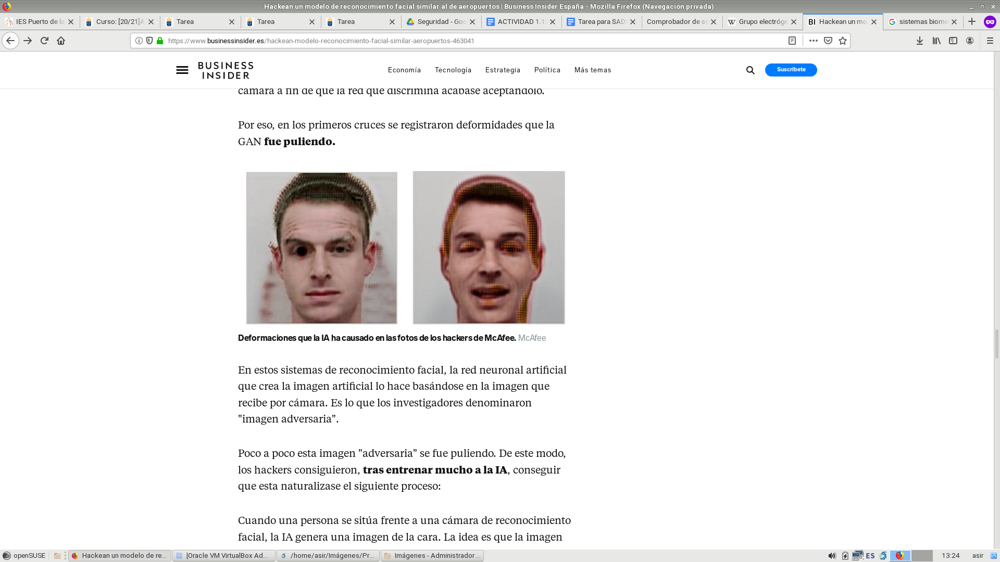 Hackean un modelo de reconocimiento facial similar al de aeropuertos | Business Insider España - Mozilla Firefox (Navegación privada)
IES Puerto de la
Curso: [20/21]A
Tarea
Tarea
Tarea
Seguridad - Goo
ACTIVIDAD 1.13
Tarea para SAD
Comprobador de se
W Grupo electróge
BI Hackean un mo
G sistemas biome
https://www.businessinsider.es/hackean-modelo-reconocimiento-facial-similar-aeropuertos-463041
BUSINESS
INSIDER
Economía Tecnología Estrategia Política Más temas
Suscríbete
cámara a fin de que la red que discrimina acabase aceptándolo.
Por eso, en los primeros cruces se registraron deformidades que la
GAN fue puliendo.
Deformaciones que la IA ha causado en las fotos de los hackers de McAfee. McAfee
En estos sistemas de reconocimiento facial, la red neuronal artificial
que crea la imagen artificial lo hace basándose en la imagen que
recibe por cámara. Es lo que los investigadores denominaron
"imagen adversaria".
Poco a poco esta imagen "adversaria" se fue puliendo. De este modo,
los hackers consiguieron, tras entrenar mucho a la IA, conseguir
que esta naturalizase el siguiente proceso:
Cuando una persona se sitúa frente a una cámara de reconocimiento
facial, la IA genera una imagen de la cara. La idea es que la imagen
openSUSE
Hackean un modelo de re...
[Oracle VM VirtualBox Ad...
/home/asir/Imágenes/Pr...
Imágenes - Administrador ...
ES
13:24
asir